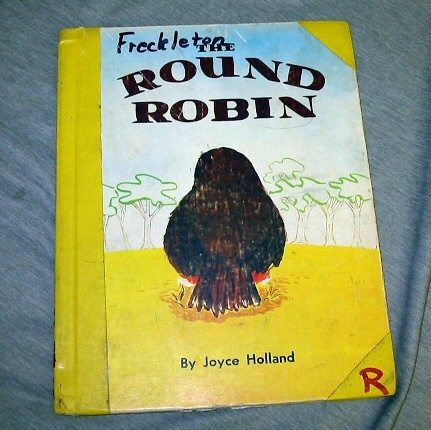 Freckleton
THE
ROUND
ROBIN
By Joyce Holland
R